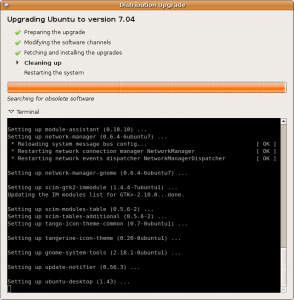 Distribution Upgrade
Upgrading Ubuntu to version 7.04
Preparing the upgrade
Modifying the software channels
Fetching and installing the upgrades
Cleaning up
Restarting the system
Searching for obsolete software
Terminal
Setting up module-assistant (0.10.10) ...
Setting up network-manager (0.6.4-6ubuntu7) ...
* Reloading system message bus config... [ OK ]
* Restarting network connection manager NetworkManager [ OK ]
* Restarting network events dispatcher NetworkManagerDispatcher [ OK ]
Setting up network-manager-gnome (0.6.4-6ubuntu7) ...
Setting up scim-gtk2-immodule (1.4.4-7ubuntu1) ...
Updating the IM modules list for GTK+-2.10.0...done.
Setting up scim-modules-table (0.5.6-2) ...
Setting up scim-tables-additional (0.5.6-2) ...
Setting up tango-icon-theme-common (0.7-0ubuntu1) ...
Setting up tangerine-icon-theme (0.20-0ubuntu1) ...
Setting up gnome-system-tools (2.18.1-0ubuntu1) ...
Setting up update-notifier (0.56.3) ...
Setting up ubuntu-desktop (1.43) ...